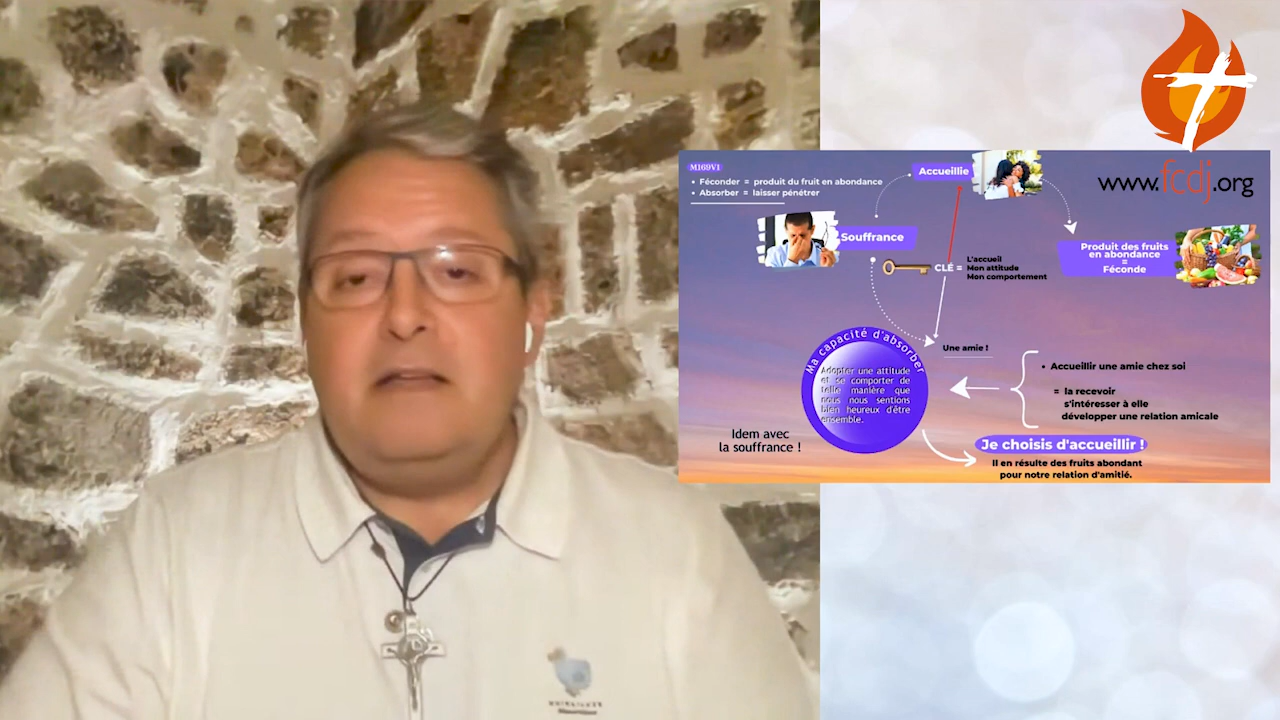 www.fcdj.org
M169V1
• Féconder = produit du fruit en abondance
• Absorber = laisser pénétrer
Accueillie
Souffrance
CLÉ =
L'accueil
Mon attitude
Mon comportement
Produit des fruits
en abondance
=
Féconde
Une amie !
Ma capacité d'absorber
Adopter une attitude
et se comporter de
telle manière que
nous nous sentions
bien heureux d'être
ensemble.
• Accueillir une amie chez soi
= la recevoir
s'intéresser à elle
développer une relation amicale
Idem avec
la souffrance !
Je choisis d'accueillir !
Il en résulte des fruits abondant
pour notre relation d'amitié.